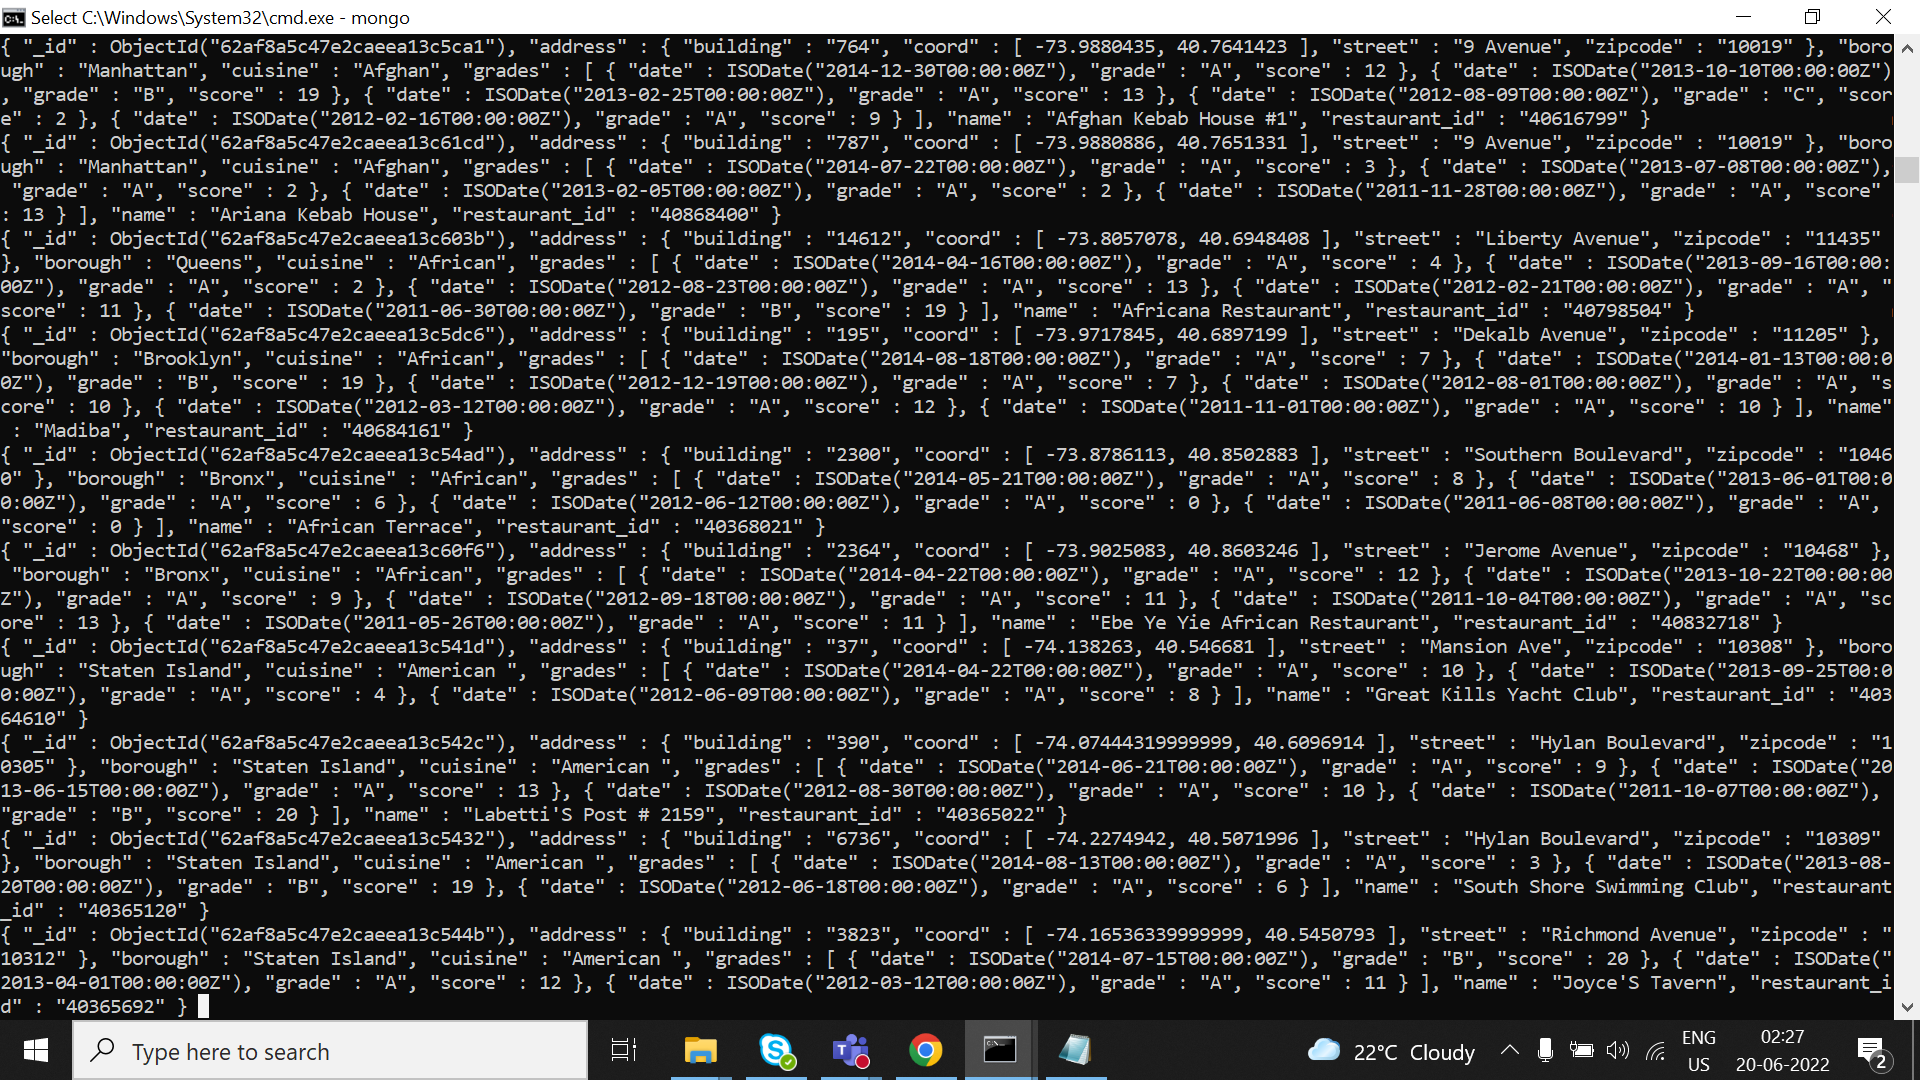 Select C:\Windows\System32\cmd.exe - mongo
{ "_id" : ObjectId("62af8a5c47e2caeea13c5ca1"), "address" : { "building" : "764", "coord" : [ -73.9880435, 40.7641423 ], "street" : "9 Avenue", "zipcode" : "10019" }, "boro
ugh" : "Manhattan", "cuisine" : "Afghan", "grades" : [ { "date" : ISODate("2014-12-30T00:00:00Z"), "grade" : "A", "score" : 12 }, { "date" : ISODate("2013-10-10T00:00:00Z")
, "grade" : "B", "score" : 19 }, { "date" : ISODate("2013-02-25T00:00:00Z"), "grade" : "A", "score" : 13 }, { "date" : ISODate("2012-08-09T00:00:00Z"), "grade" : "C", "scor
e" : 2 }, { "date" : ISODate("2012-02-16T00:00:00Z"), "grade" : "A", "score" : 9 } ], "name" : "Afghan Kebab House #1", "restaurant_id" : "40616799" }
{ "_id" : ObjectId("62af8a5c47e2caeea13c61cd"), "address" : { "building" : "787", "coord" : [ -73.9880886, 40.7651331 ], "street" : "9 Avenue", "zipcode" : "10019" }, "boro
ugh" : "Manhattan", "cuisine" : "Afghan", "grades" : [ { "date" : ISODate("2014-07-22T00:00:00Z"), "grade" : "A", "score" : 3 }, { "date" : ISODate("2013-07-08T00:00:00Z"),
 "grade" : "A", "score" : 2 }, { "date" : ISODate("2013-02-05T00:00:00Z"), "grade" : "A", "score" : 2 }, { "date" : ISODate("2011-11-28T00:00:00Z"), "grade" : "A", "score"
: 13 } ], "name" : "Ariana Kebab House", "restaurant_id" : "40868400" }
{ "_id" : ObjectId("62af8a5c47e2caeea13c603b"), "address" : { "building" : "14612", "coord" : [ -73.8057078, 40.6948408 ], "street" : "Liberty Avenue", "zipcode" : "11435"
}, "borough" : "Queens", "cuisine" : "African", "grades" : [ { "date" : ISODate("2014-04-16T00:00:00Z"), "grade" : "A", "score" : 4 }, { "date" : ISODate("2013-09-16T00:00:
00Z"), "grade" : "A", "score" : 2 }, { "date" : ISODate("2012-08-23T00:00:00Z"), "grade" : "A", "score" : 13 }, { "date" : ISODate("2012-02-21T00:00:00Z"), "grade" : "A", "
score" : 11 }, { "date" : ISODate("2011-06-30T00:00:00Z"), "grade" : "B", "score" : 19 } ], "name" : "Africana Restaurant", "restaurant_id" : "40798504" }
{ "_id" : ObjectId("62af8a5c47e2caeea13c5dc6"), "address" : { "building" : "195", "coord" : [ -73.9717845, 40.6897199 ], "street" : "Dekalb Avenue", "zipcode" : "11205" },
"borough" : "Brooklyn", "cuisine" : "African", "grades" : [ { "date" : ISODate("2014-08-18T00:00:00Z"), "grade" : "A", "score" : 7 }, { "date" : ISODate("2014-01-13T00:00:0
0Z"), "grade" : "B", "score" : 19 }, { "date" : ISODate("2012-12-19T00:00:00Z"), "grade" : "A", "score" : 7 }, { "date" : ISODate("2012-08-01T00:00:00Z"), "grade" : "A", "s
core" : 10 }, { "date" : ISODate("2012-03-12T00:00:00Z"), "grade" : "A", "score" : 12 }, { "date" : ISODate("2011-11-01T00:00:00Z"), "grade" : "A", "score" : 10 } ], "name"
 : "Madiba", "restaurant_id" : "40684161" }
{ "_id" : ObjectId("62af8a5c47e2caeea13c54ad"), "address" : { "building" : "2300", "coord" : [ -73.8786113, 40.8502883 ], "street" : "Southern Boulevard", "zipcode" : "1046
0" }, "borough" : "Bronx", "cuisine" : "African", "grades" : [ { "date" : ISODate("2014-05-21T00:00:00Z"), "grade" : "A", "score" : 8 }, { "date" : ISODate("2013-06-01T00:0
0:00Z"), "grade" : "A", "score" : 6 }, { "date" : ISODate("2012-06-12T00:00:00Z"), "grade" : "A", "score" : 0 }, { "date" : ISODate("2011-06-08T00:00:00Z"), "grade" : "A",
"score" : 0 } ], "name" : "African Terrace", "restaurant_id" : "40368021" }
{ "_id" : ObjectId("62af8a5c47e2caeea13c60f6"), "address" : { "building" : "2364", "coord" : [ -73.9025083, 40.8603246 ], "street" : "Jerome Avenue", "zipcode" : "10468" },
 "borough" : "Bronx", "cuisine" : "African", "grades" : [ { "date" : ISODate("2014-04-22T00:00:00Z"), "grade" : "A", "score" : 12 }, { "date" : ISODate("2013-10-22T00:00:00
Z"), "grade" : "A", "score" : 9 }, { "date" : ISODate("2012-09-18T00:00:00Z"), "grade" : "A", "score" : 11 }, { "date" : ISODate("2011-10-04T00:00:00Z"), "grade" : "A", "sc
ore" : 13 }, { "date" : ISODate("2011-05-26T00:00:00Z"), "grade" : "A", "score" : 11 } ], "name" : "Ebe Ye Yie African Restaurant", "restaurant_id" : "40832718" }
{ "_id" : ObjectId("62af8a5c47e2caeea13c541d"), "address" : { "building" : "37", "coord" : [ -74.138263, 40.546681 ], "street" : "Mansion Ave", "zipcode" : "10308" }, "boro
ugh" : "Staten Island", "cuisine" : "American ", "grades" : [ { "date" : ISODate("2014-04-22T00:00:00Z"), "grade" : "A", "score" : 10 }, { "date" : ISODate("2013-09-25T00:0
0:00Z"), "grade" : "A", "score" : 4 }, { "date" : ISODate("2012-06-09T00:00:00Z"), "grade" : "A", "score" : 8 } ], "name" : "Great Kills Yacht Club", "restaurant_id" : "403
64610" }
{ "_id" : ObjectId("62af8a5c47e2caeea13c542c"), "address" : { "building" : "390", "coord" : [ -74.07444319999999, 40.6096914 ], "street" : "Hylan Boulevard", "zipcode" : "1
0305" }, "borough" : "Staten Island", "cuisine" : "American ", "grades" : [ { "date" : ISODate("2014-06-21T00:00:00Z"), "grade" : "A", "score" : 9 }, { "date" : ISODate("20
13-06-15T00:00:00Z"), "grade" : "A", "score" : 13 }, { "date" : ISODate("2012-08-30T00:00:00Z"), "grade" : "A", "score" : 10 }, { "date" : ISODate("2011-10-07T00:00:00Z"),
"grade" : "B", "score" : 20 } ], "name" : "Labetti'S Post # 2159", "restaurant_id" : "40365022" }
{ "_id" : ObjectId("62af8a5c47e2caeea13c5432"), "address" : { "building" : "6736", "coord" : [ -74.2274942, 40.5071996 ], "street" : "Hylan Boulevard", "zipcode" : "10309"
}, "borough" : "Staten Island", "cuisine" : "American ", "grades" : [ { "date" : ISODate("2014-08-13T00:00:00Z"), "grade" : "A", "score" : 3 }, { "date" : ISODate("2013-08-
20T00:00:00Z"), "grade" : "B", "score" : 19 }, { "date" : ISODate("2012-06-18T00:00:00Z"), "grade" : "A", "score" : 6 } ], "name" : "South Shore Swimming Club", "restaurant
_id" : "40365120" }
{ "_id" : ObjectId("62af8a5c47e2caeea13c544b"), "address" : { "building" : "3823", "coord" : [ -74.16536339999999, 40.5450793 ], "street" : "Richmond Avenue", "zipcode" : "
10312" }, "borough" : "Staten Island", "cuisine" : "American ", "grades" : [ { "date" : ISODate("2014-07-15T00:00:00Z"), "grade" : "B", "score" : 20 }, { "date" : ISODate("
2013-04-01T00:00:00Z"), "grade" : "A", "score" : 12 }, { "date" : ISODate("2012-03-12T00:00:00Z"), "grade" : "A", "score" : 11 } ], "name" : "Joyce'S Tavern", "restaurant_i
d" : "40365692" }
Type here to search
22°C Cloudy
ENG
US
02:27
20-06-2022
2